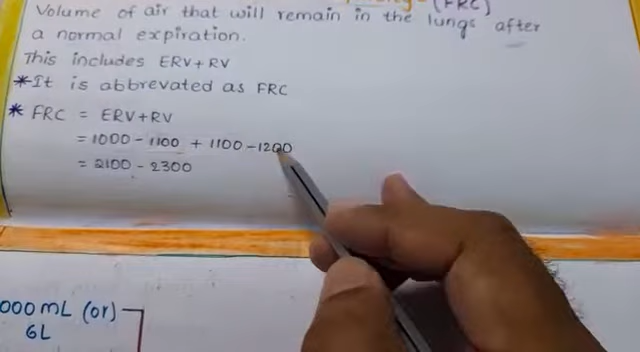 (FRC)
Volume of air that will remain in the lungs after
a normal expiration.
This includes ERV+RV
*It is abbrevated as FRC
* FRC = ERV+RV
= 1000 - 1100 + 1100 - 1200
= 2100 - 2300
000 mL (or)
6L